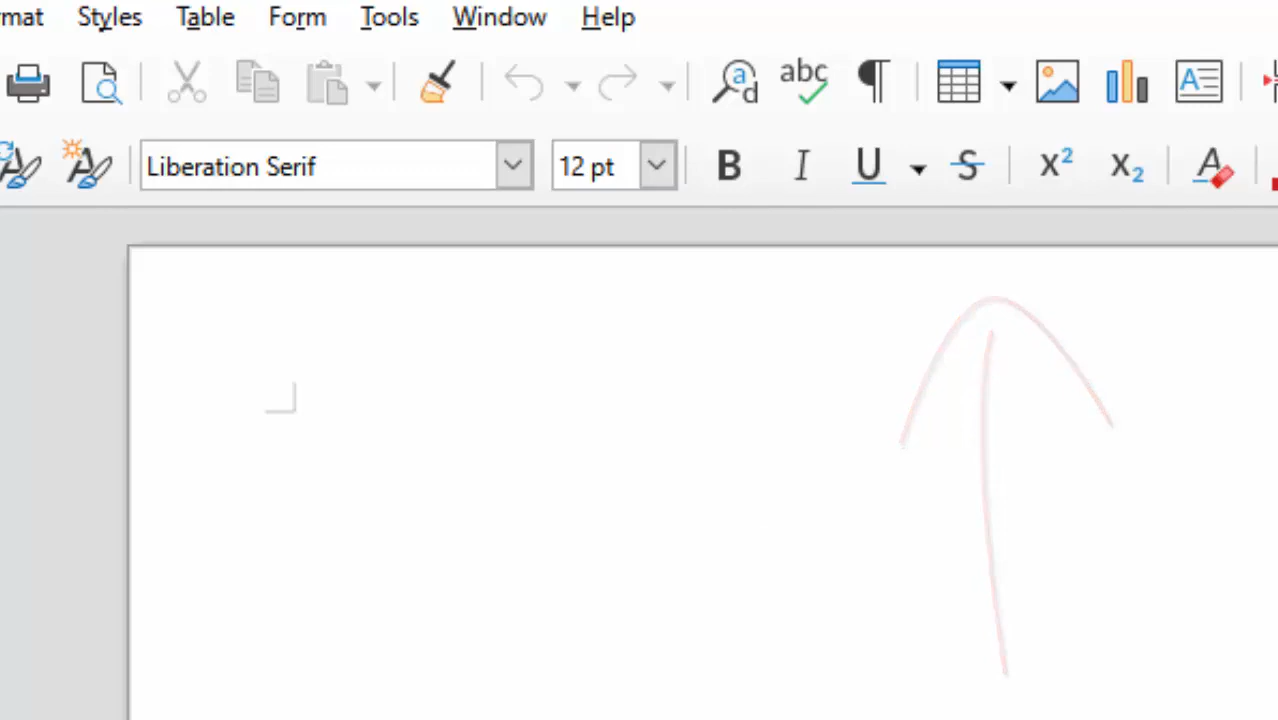 rmat Styles Table Form Tools Window Help
a d abc ¶ A
A A Liberation Serif 12 pt B I U S X² X₂ A